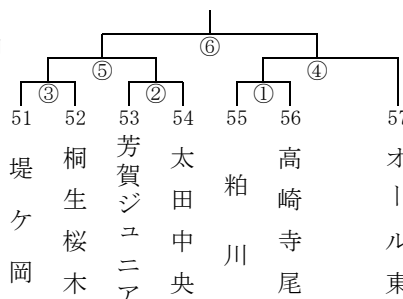 ⑥
⑤ ④
③ ② ①
51 52 53 54 55 56 57
堤ケ岡
桐生桜木
芳賀ジュニア
太田中央
粕川
高崎寺尾
オール東